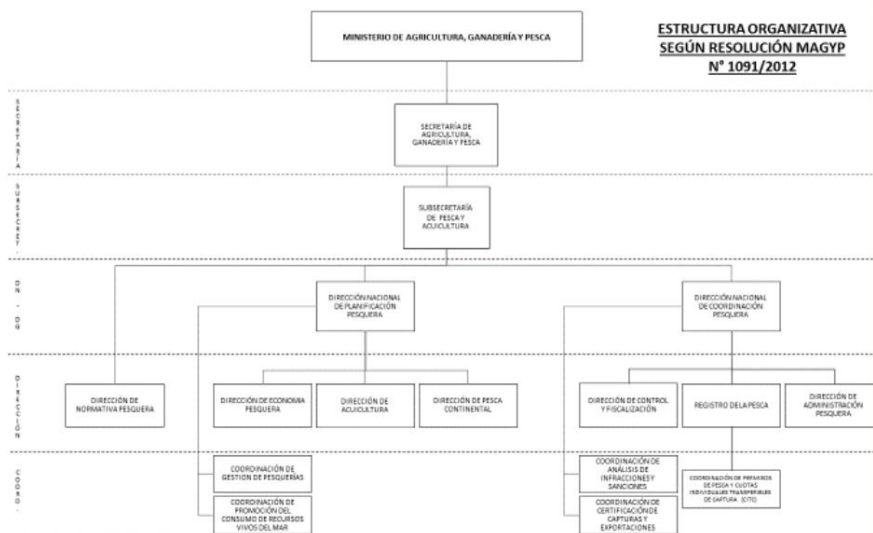 ESTRUCTURA ORGANIZATIVA
SEGÚN RESOLUCIÓN MAGYP
N° 1091/2012
MINISTERIO DE AGRICULTURA, GANADERÍA Y PESCA
SECRETARÍA
SECRETARÍA DE
AGRICULTURA,
GANADERÍA Y PESCA
SUBSECRET.
SUBSECRETARÍA
DE PESCA Y
ACUICULTURA
DN - DG
DIRECCIÓN NACIONAL
DE PLANIFICACIÓN
PESQUERA
DIRECCIÓN NACIONAL
DE COORDINACIÓN
PESQUERA
DIRECCIÓN
DIRECCIÓN DE
NORMATIVA PESQUERA
DIRECCIÓN DE ECONOMIA
PESQUERA
DIRECCIÓN DE
ACUICULTURA
DIRECCIÓN DE PESCA
CONTINENTAL
DIRECCIÓN DE CONTROL
Y FISCALIZACIÓN
REGISTRO DE LA PESCA
DIRECCIÓN DE
ADMINISTRACIÓN
PESQUERA
COORD.
COORDINACIÓN DE
GESTION DE PESQUERÍAS
COORDINACIÓN DE
PROMOCIÓN DEL
CONSUMO DE RECURSOS
VIVOS DEL MAR
COORDINACIÓN DE
ANÁLISIS DE
INFRACCIONES Y
SANCIONES
COORDINACIÓN DE
CERTIFICACIÓN DE
CAPTURAS Y
EXPORTACIONES
COORDINACIÓN DE PERMISOS
DE PESCA Y CUOTAS
INDIVIDUALES TRANSFERIBLES
DE CAPTURA (CITC)